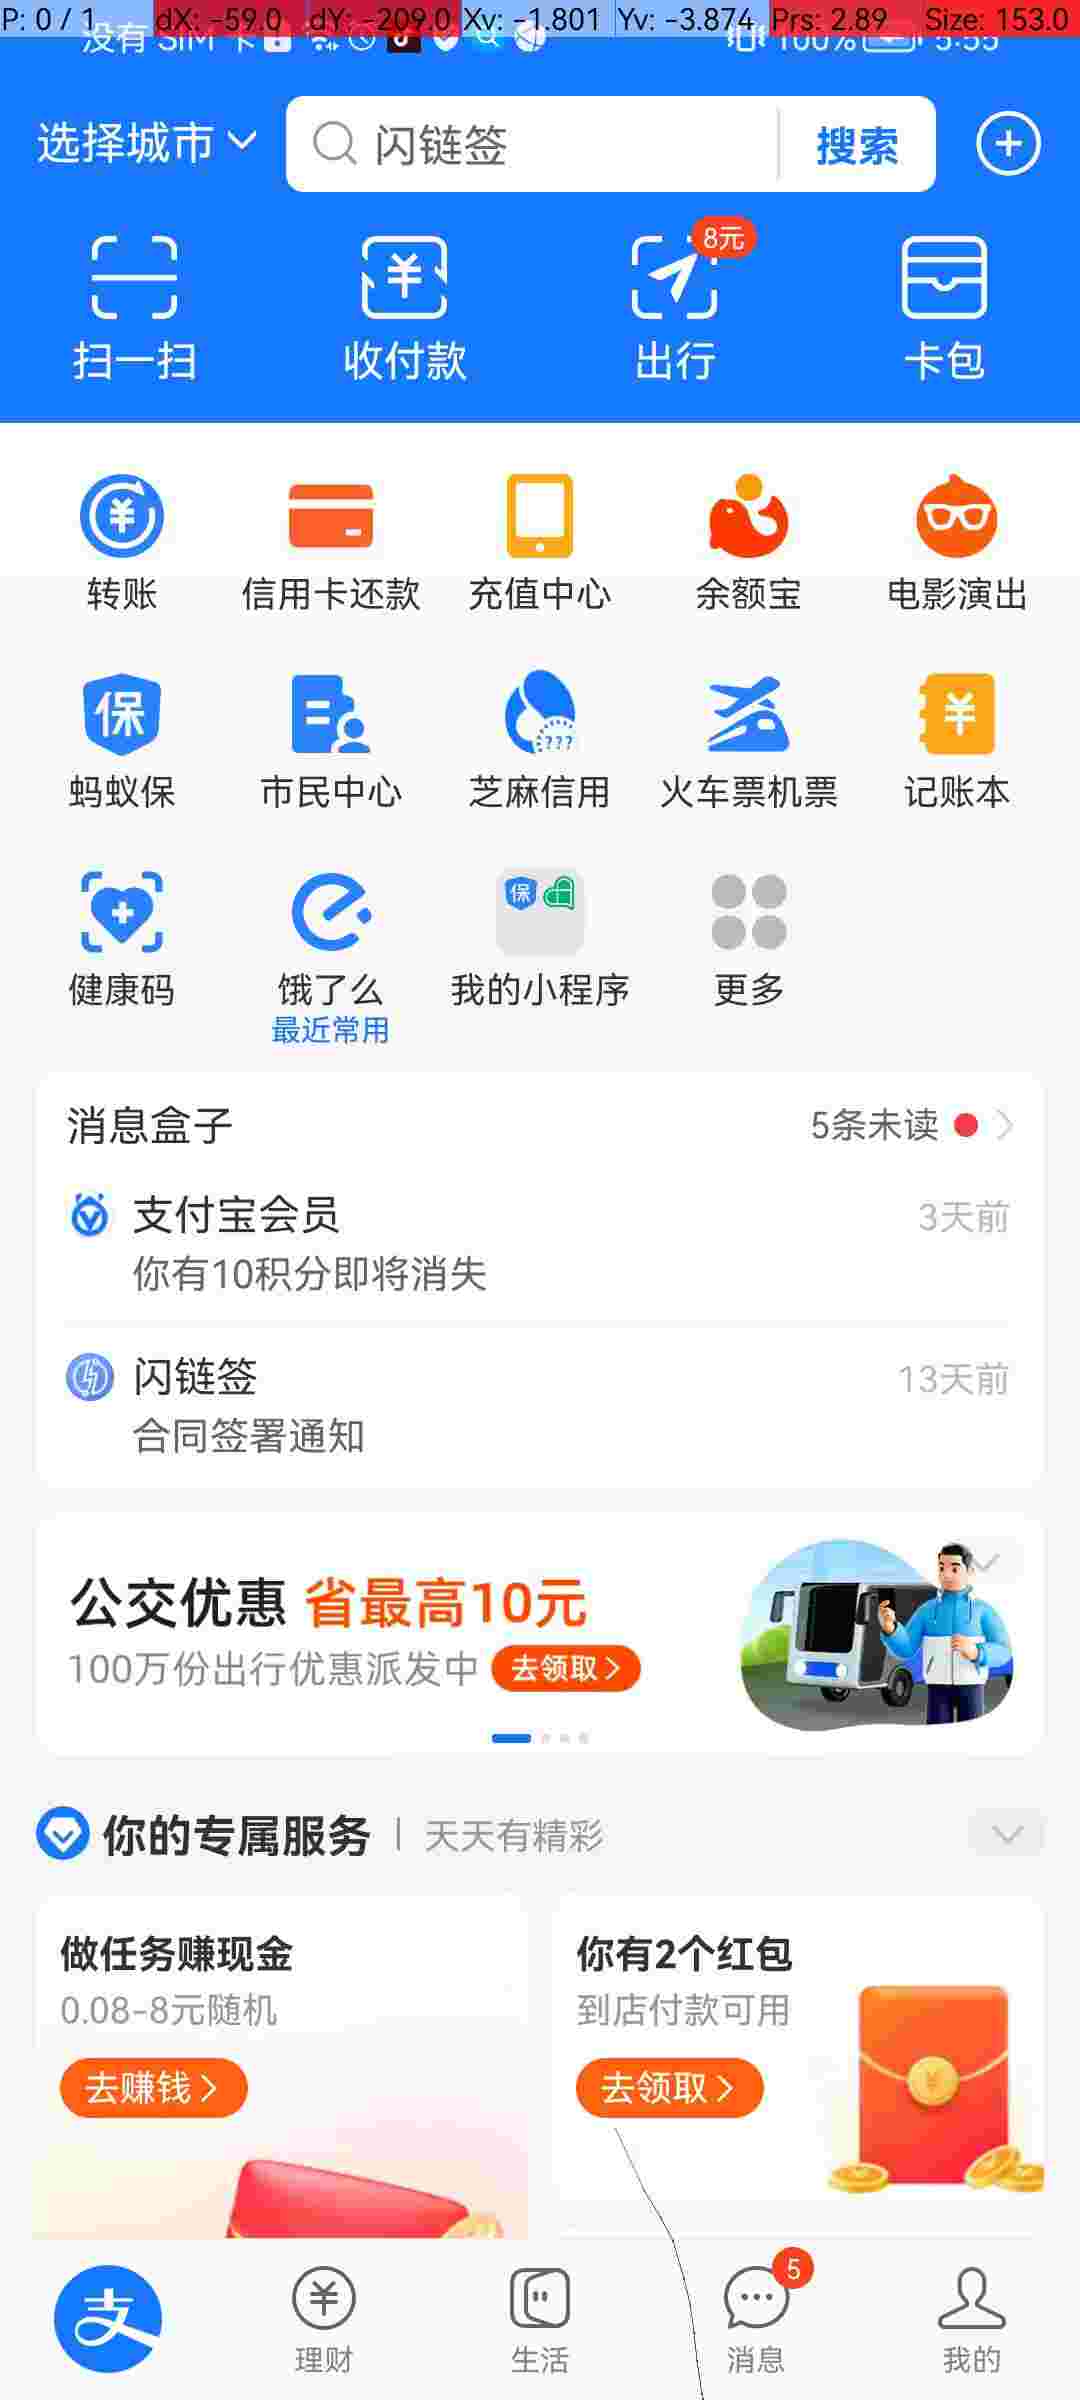 P: 0 / 1 dX: -59.0 dY: -209.0 Xv: -1.801 Yv: -3.874 Prs: 2.89 Size: 153.0
没有 SIM 卡 100% 5:55
选择城市 闪链签 搜索
8元
扫一扫 收付款 出行 卡包
转账 信用卡还款 充值中心 余额宝 电影演出
保
???
蚂蚁保 市民中心 芝麻信用 火车票机票 记账本
保
健康码 饿了么 我的小程序 更多
最近常用
消息盒子 5条未读
支付宝会员 3天前
你有10积分即将消失
闪链签 13天前
合同签署通知
公交优惠 省最高10元
100万份出行优惠派发中 去领取
你的专属服务 天天有精彩
做任务赚现金 你有2个红包
0.08-8元随机 到店付款可用
去赚钱 去领取
5
支
理财 生活 消息 我的